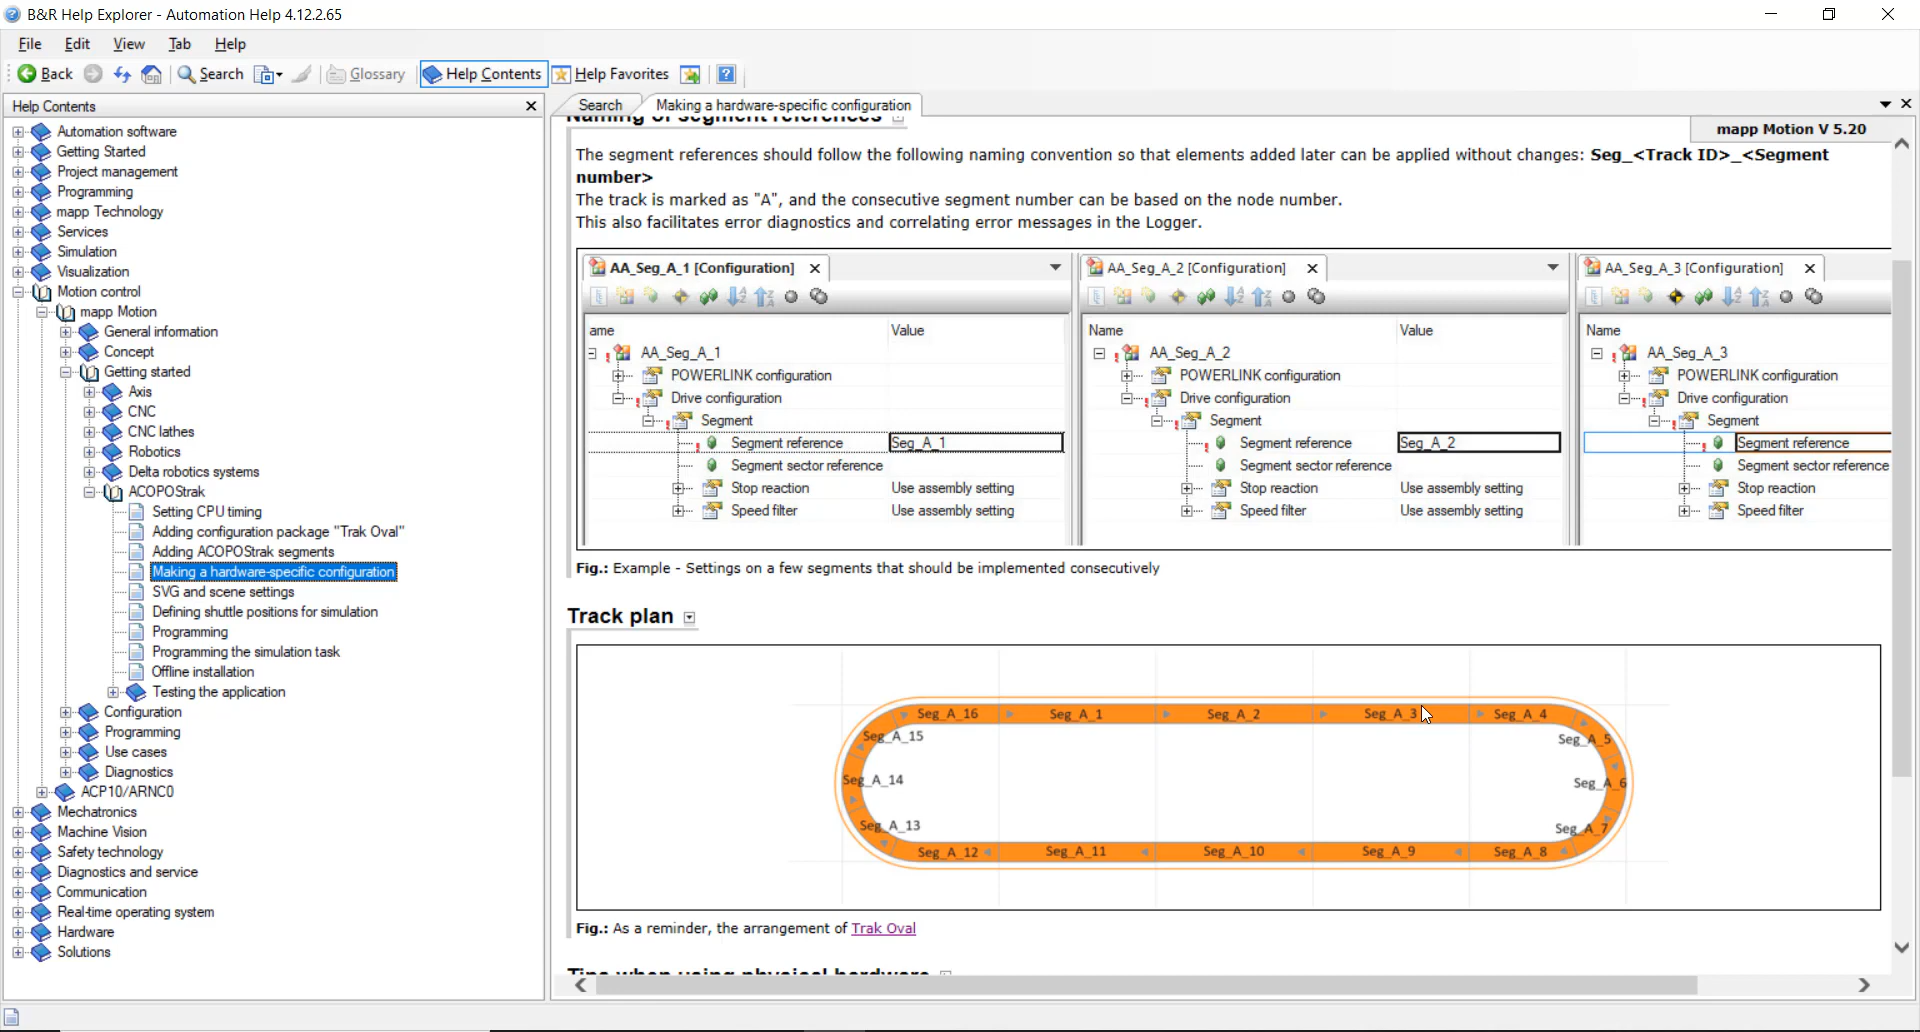 B&R Help Explorer - Automation Help 4.12.2.65
File Edit View Tab Help
Back Search Glossary Help Contents Help Favorites
Help Contents
Automation software
Getting Started
Project management
Programming
mapp Technology
Services
Simulation
Visualization
Motion control
mapp Motion
General information
Concept
Getting started
Axis
CNC
CNC lathes
Robotics
Delta robotics systems
ACOPOStrak
Setting CPU timing
Adding configuration package "Trak Oval"
Adding ACOPOStrak segments
Making a hardware-specific configuration
SVG and scene settings
Defining shuttle positions for simulation
Programming
Programming the simulation task
Offline installation
Testing the application
Configuration
Programming
Use cases
Diagnostics
ACP10/ARNC0
Mechatronics
Machine Vision
Safety technology
Diagnostics and service
Communication
Real-time operating system
Hardware
Solutions
Search Making a hardware-specific configuration
Naming of segment references
mapp Motion V 5.20
The segment references should follow the following naming convention so that elements added later can be applied without changes: Seg_<Track ID>_<Segment
number>
The track is marked as "A", and the consecutive segment number can be based on the node number.
This also facilitates error diagnostics and correlating error messages in the Logger.
AA_Seg_A_1 [Configuration]
ame Value
AA_Seg_A_1
POWERLINK configuration
Drive configuration
Segment
Segment reference Seg_A_1
Segment sector reference
Stop reaction Use assembly setting
Speed filter Use assembly setting
AA_Seg_A_2 [Configuration]
Name Value
AA_Seg_A_2
POWERLINK configuration
Drive configuration
Segment
Segment reference Seg_A_2
Segment sector reference
Stop reaction Use assembly setting
Speed filter Use assembly setting
AA_Seg_A_3 [Configuration]
Name
AA_Seg_A_3
POWERLINK configuration
Drive configuration
Segment
Segment reference
Segment sector reference
Stop reaction
Speed filter
Fig.: Example - Settings on a few segments that should be implemented consecutively
Track plan
Seg_A_16 Seg_A_1 Seg_A_2 Seg_A_3 Seg_A_4
Seg_A_15 Seg_A_5
Seg_A_14 Seg_A_6
Seg_A_13 Seg_A_7
Seg_A_12 Seg_A_11 Seg_A_10 Seg_A_9 Seg_A_8
Fig.: As a reminder, the arrangement of Trak Oval
Tips when using physical hardware